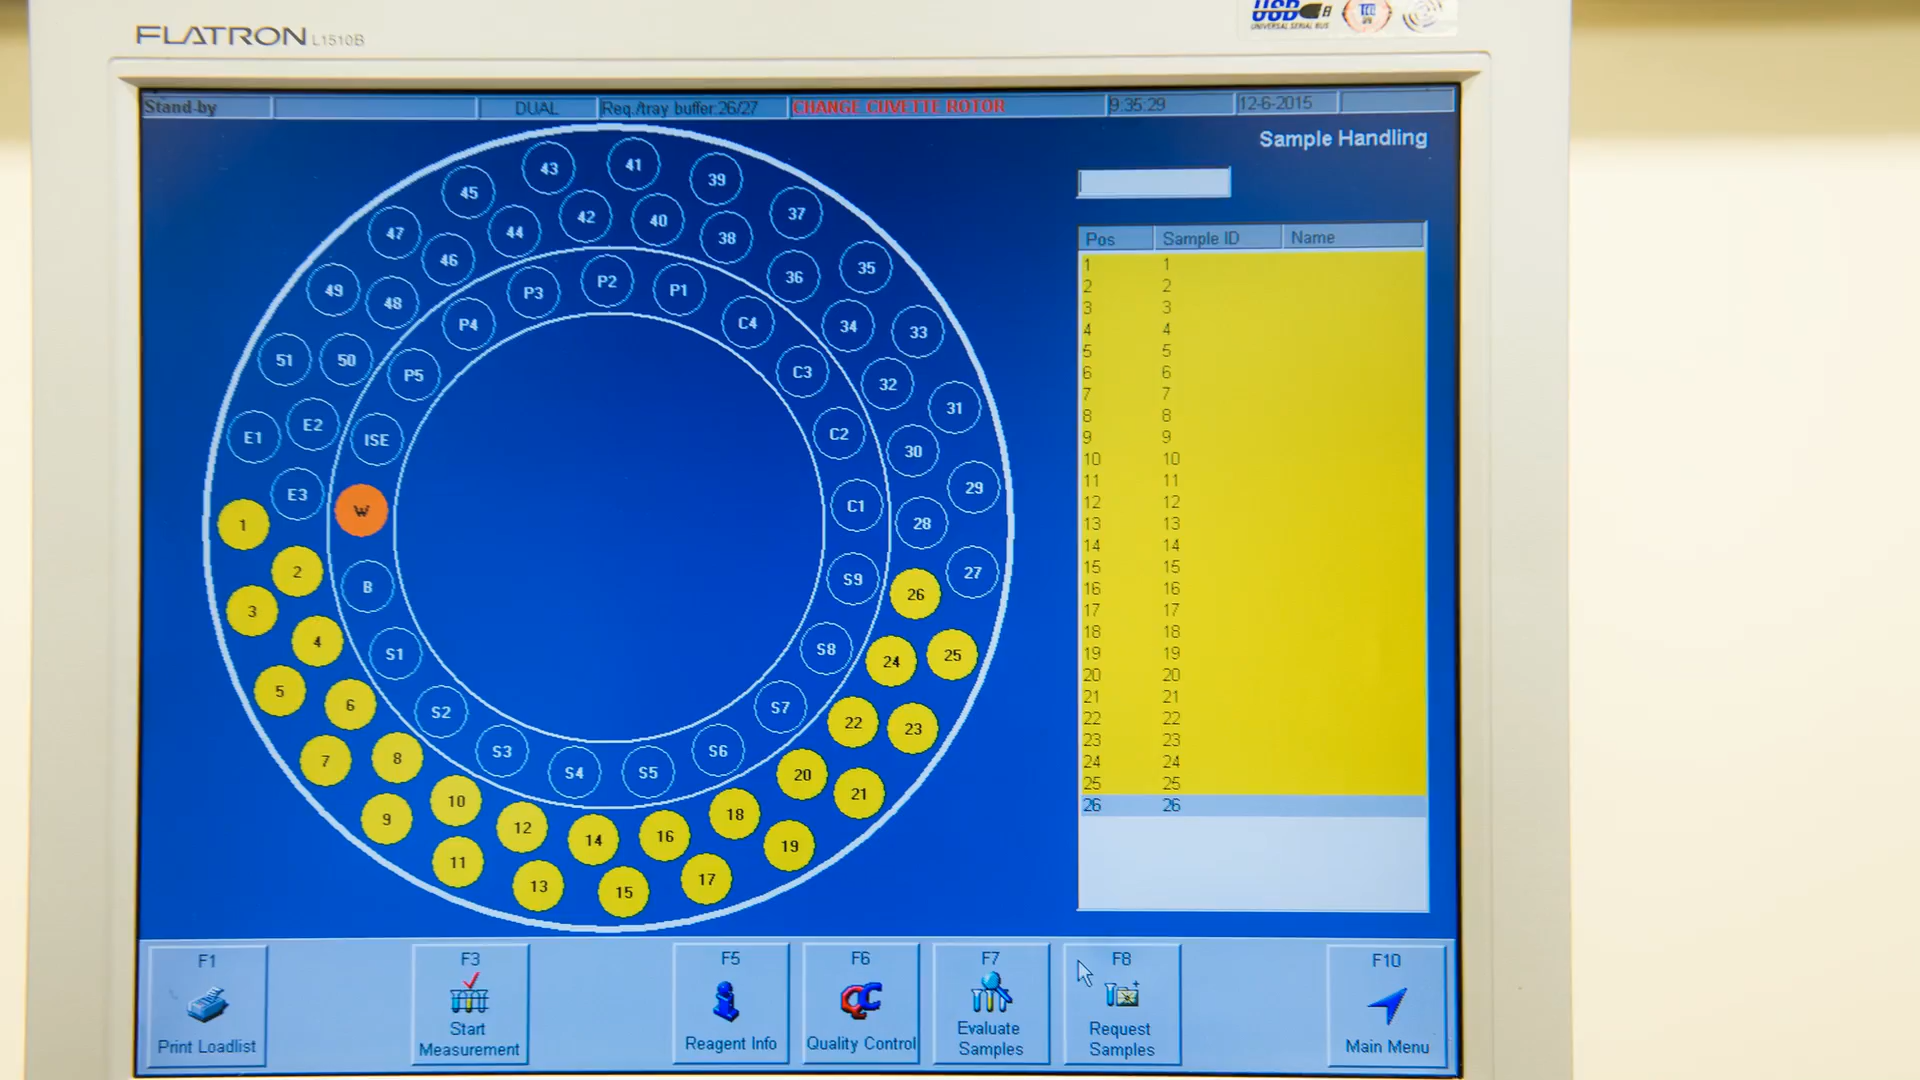 FLATRON L1510B
USB
UNIVERSAL SERIAL BUS
Stand-by DUAL Req./tray buffer:26/27 CHANGE CUVETTE ROTOR 9:35:29 12-6-2015
Sample Handling
Pos Sample ID Name
1 1
2 2
3 3
4 4
5 5
6 6
7 7
8 8
9 9
10 10
11 11
12 12
13 13
14 14
15 15
16 16
17 17
18 18
19 19
20 20
21 21
22 22
23 23
24 24
25 25
26 26
43 41 39
45 37
47 44 42 40 38 35
46 36
49 48 P3 P2 P1 34 33
51 50 P4 C4 32
P5 C3 31
E1 E2 ISE C2 30
E3 W C1 29
1 28
2 B S9 26 27
3 4 S1 S8 24 25
5 6 S2 S7 22 23
7 8 S3 S4 S5 S6 20 21
9 10 12 14 16 18 19
11 13 15 17
F1 F3 F5 F6 F7 F8 F10
Print Loadlist
Start
Measurement
Reagent Info
QC
Quality Control
Evaluate
Samples
Request
Samples
Main Menu